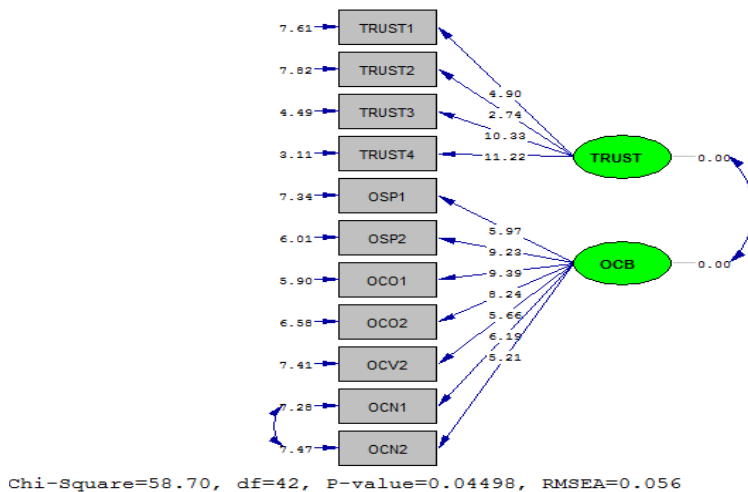 7.61 TRUST1
7.82 TRUST2
4.90
4.49 TRUST3
2.74
10.33
3.11 TRUST4
11.22
TRUST
0.00
7.34 OSP1
5.97
6.01 OSP2
9.23
OCB
0.00
5.90 OCO1
9.39
8.24
6.58 OCO2
5.66
6.19
7.41 OCV2
5.21
7.28 OCN1
7.47 OCN2
Chi-Square=58.70, df=42, P-value=0.04498, RMSEA=0.056